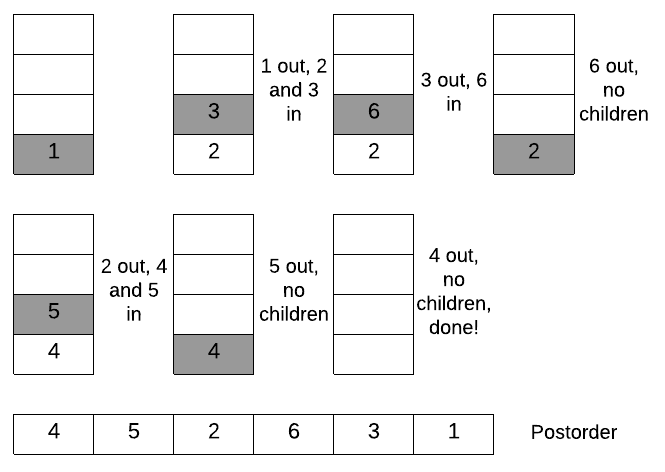 1
3
2
1 out, 2
and 3
in
6
2
3 out, 6
in
2
6 out,
no
children
5
4
2 out, 4
and 5
in
4
5 out,
no
children
4 out,
no
children,
done!
4 5 2 6 3 1 Postorder